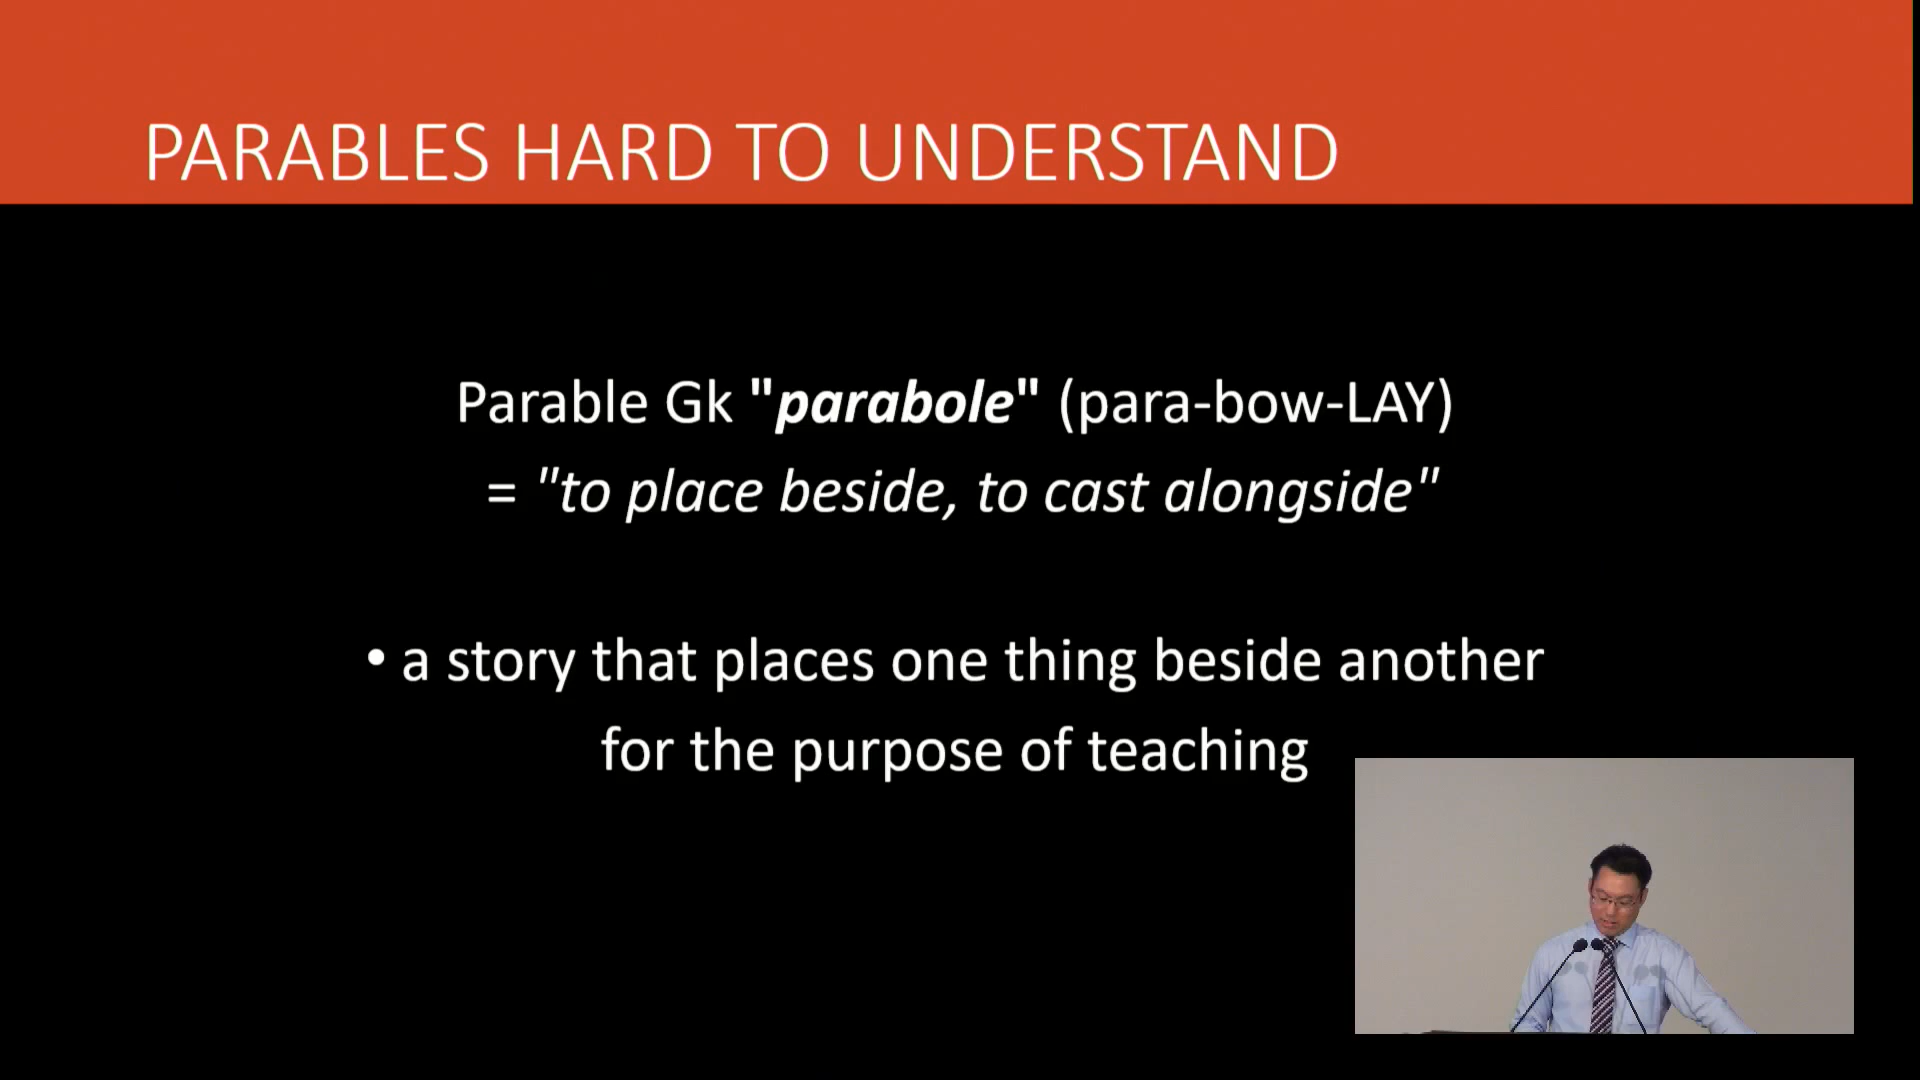 PARABLES HARD TO UNDERSTAND
Parable Gk "parabole" (para-bow-LAY)
= "to place beside, to cast alongside"
• a story that places one thing beside another
for the purpose of teaching